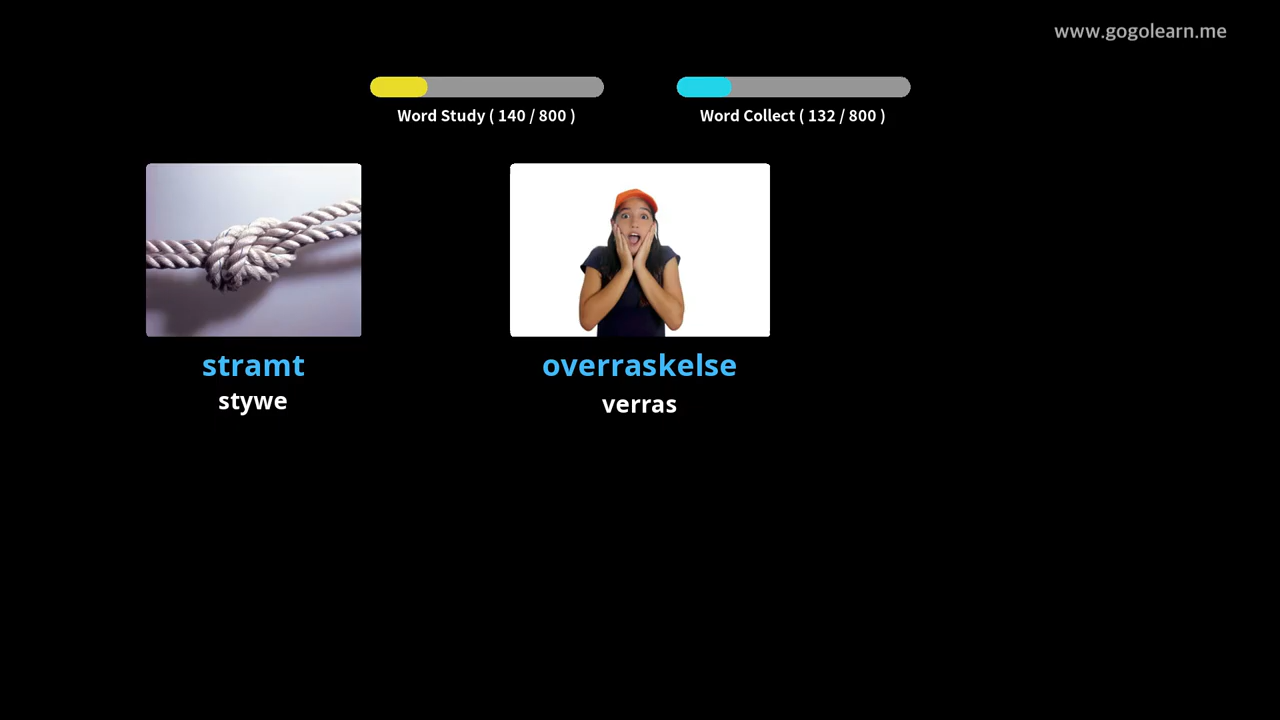 www.gogolearn.me
Word Study ( 140 / 800 )
Word Collect ( 132 / 800 )
stramt
stywe
overraskelse
verras